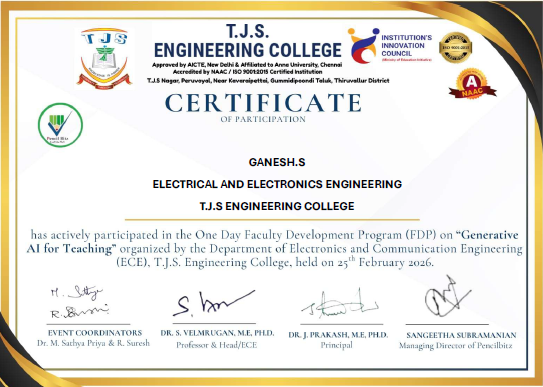 T.J.S.
ENGINEERING COLLEGE
Approved by AICTE, New Delhi & Affiliated to Anna University, Chennai
Accredited by NAAC / ISO 9001:2015 Certified Institution
T.J.S Nagar, Peruvoyal, Near Kavaraipettai, Gummidipoondi Taluk, Thiruvallur District
T J S
INSTITUTION'S
INNOVATION
COUNCIL
(Ministry of Education Initiative)
ISO 9001:2015
A
NAAC
CERTIFICATE
OF PARTICIPATION
Pencil Bitz
GANESH.S
ELECTRICAL AND ELECTRONICS ENGINEERING
T.J.S ENGINEERING COLLEGE
has actively participated in the One Day Faculty Development Program (FDP) on “Generative
AI for Teaching” organized by the Department of Electronics and Communication Engineering
(ECE), T.J.S. Engineering College, held on 25th February 2026.
EVENT COORDINATORS
Dr. M. Sathya Priya & R. Suresh
DR. S. VELMRUGAN, M.E, PH.D.
Professor & Head/ECE
DR. J. PRAKASH, M.E, PH.D.
Principal
SANGEETHA SUBRAMANIAN
Managing Director of Pencilbitz